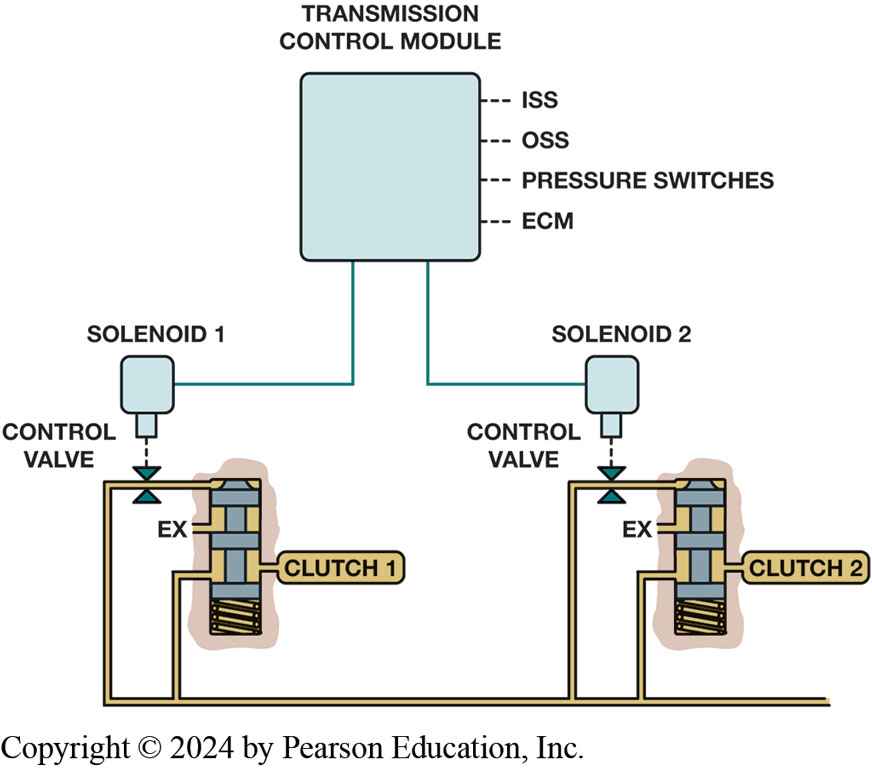 TRANSMISSION
CONTROL MODULE
ISS
OSS
PRESSURE SWITCHES
ECM
SOLENOID 1
SOLENOID 2
CONTROL
VALVE
CONTROL
VALVE
EX
EX
CLUTCH 1
CLUTCH 2
Copyright © 2024 by Pearson Education, Inc.